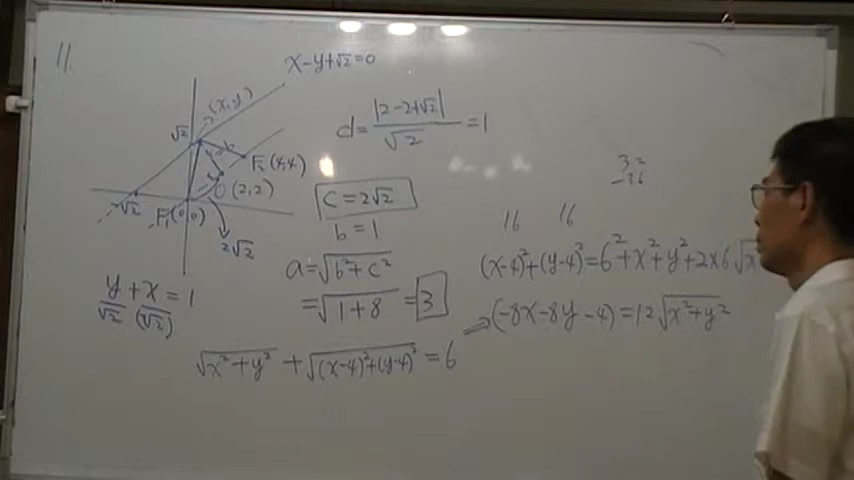 11.
x-y+√2=0
(x,y)
√2
F₂(4,4)
O(2,2)
-√2
F₁(0,0)
2√2
d=|2-2+√2|/√2=1
C=2√2
b=1
a=√(b²+c²)
=√(1+8)=3
y/√2+x/(-√2)=1
√(x²+y²)+√((x-4)²+(y-4)²)=6
32
-36
16 16
(x-4)²+(y-4)²=6²+x²+y²+2×6√x
⇒(-8x-8y-4)=12√(x²+y²)